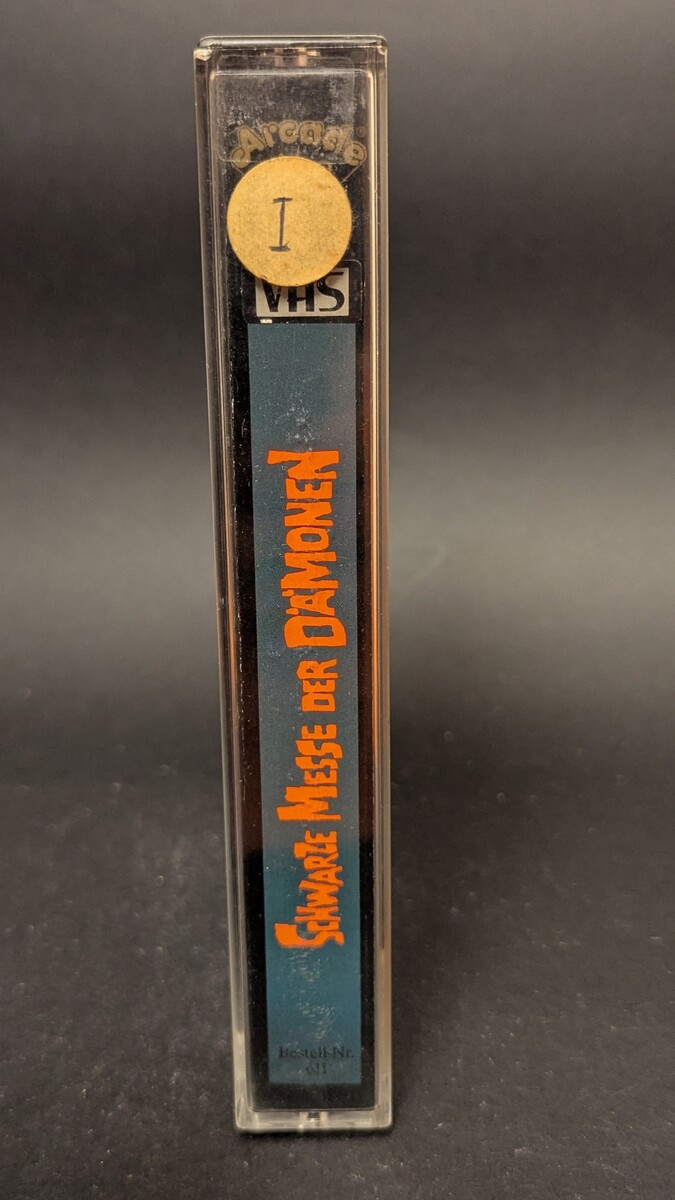 Arcade
I
VHS
SCHWARZE MESSE DER DÄMONEN
Bestell-Nr.
611